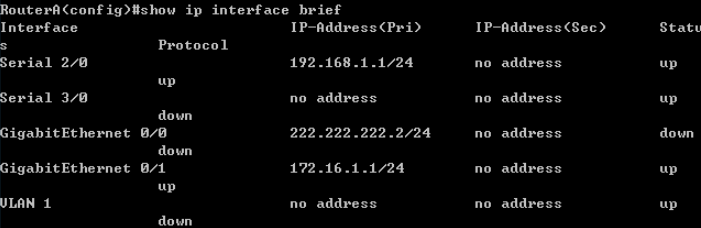 RouterA(config)#show ip interface brief
Interface IP-Address(Pri) IP-Address(Sec) Statu
s Protocol
Serial 2/0 192.168.1.1/24 no address up
up
Serial 3/0 no address no address up
down
GigabitEthernet 0/0 222.222.222.2/24 no address down
down
GigabitEthernet 0/1 172.16.1.1/24 no address up
up
VLAN 1 no address no address up
down